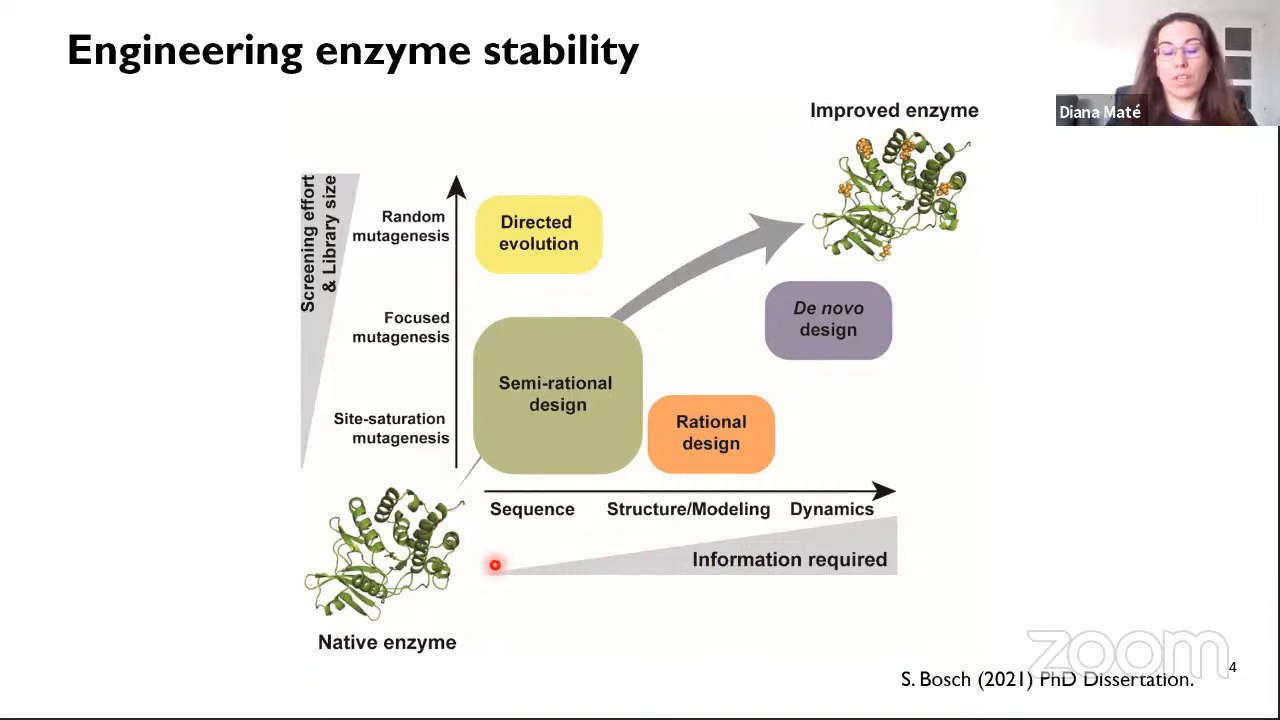 Engineering enzyme stability
Diana Maté
Improved enzyme
Screening effort
& Library size
Random
mutagenesis
Directed
evolution
Focused
mutagenesis
De novo
design
Semi-rational
design
Site-saturation
mutagenesis
Rational
design
Sequence
Structure/Modeling
Dynamics
Information required
Native enzyme
zoom
4
S. Bosch (2021) PhD Dissertation.